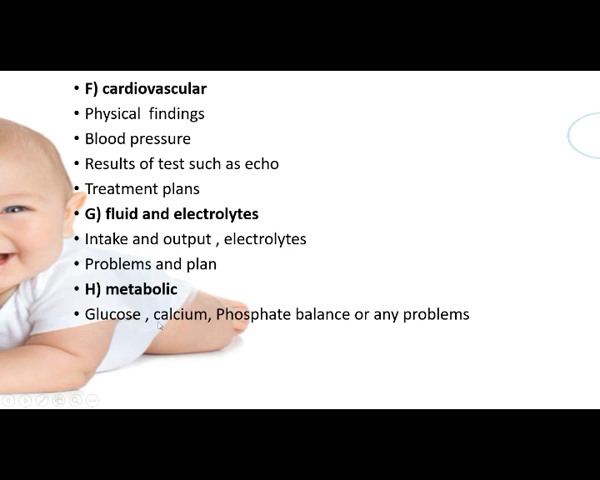 • F) cardiovascular
• Physical  findings
• Blood pressure
• Results of test such as echo
• Treatment plans
• G) fluid and electrolytes
• Intake and output , electrolytes
• Problems and plan
• H) metabolic
• Glucose , calcium, Phosphate balance or any problems